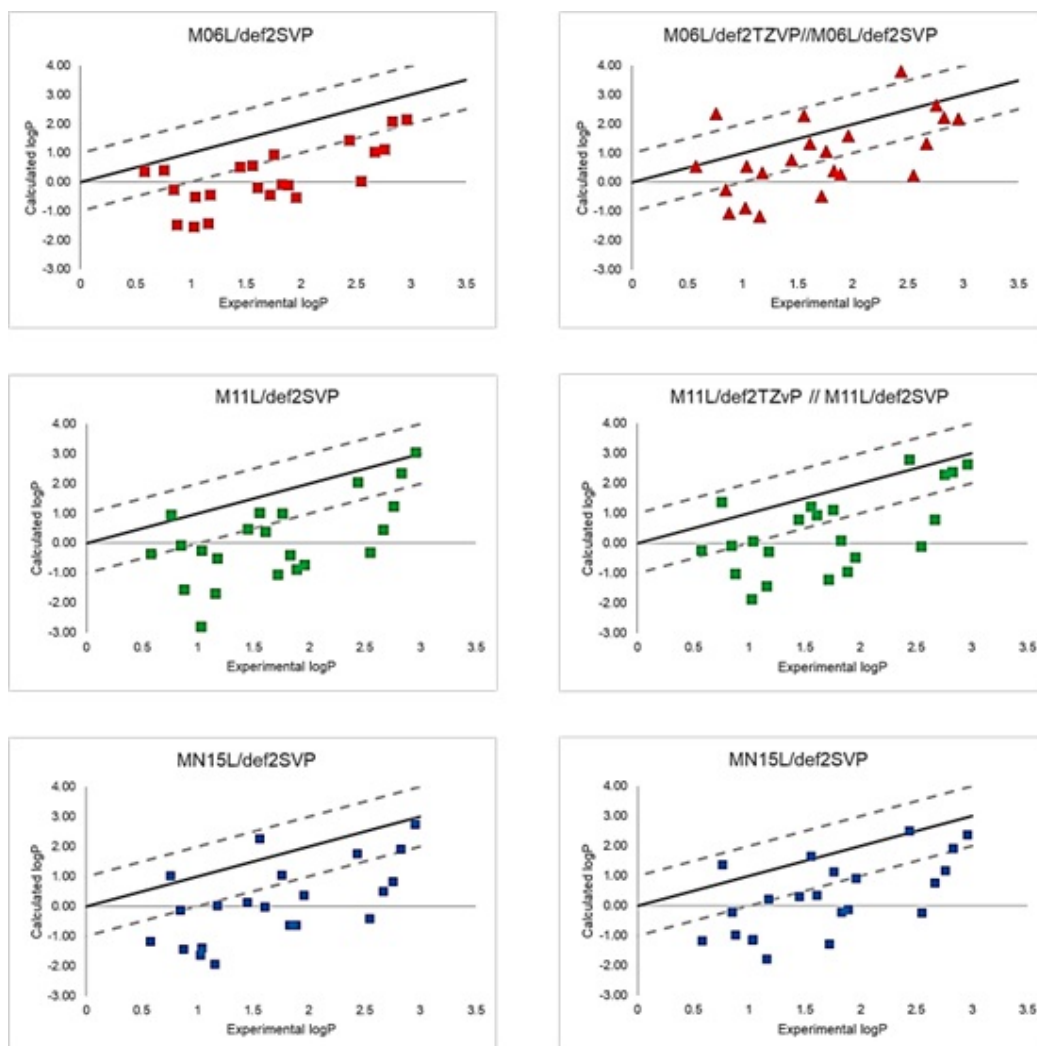 M06L/def2SVP
4.00
3.00
2.00
1.00
0.00
-1.00
-2.00
-3.00
Calculated logP
0 0.5 1 1.5 2 2.5 3 3.5
Experimental logP
M06L/def2TZVP//M06L/def2SVP
4.00
3.00
2.00
1.00
0.00
-1.00
-2.00
-3.00
Calculated logP
0 0.5 1 1.5 2 2.5 3 3.5
Experimental logP
M11L/def2SVP
4.00
3.00
2.00
1.00
0.00
-1.00
-2.00
-3.00
Calculated logP
0 0.5 1 1.5 2 2.5 3 3.5
Experimental logP
M11L/def2TZvP // M11L/def2SVP
4.00
3.00
2.00
1.00
0.00
-1.00
-2.00
-3.00
Calculated logP
0 0.5 1 1.5 2 2.5 3 3.5
Experimental logP
MN15L/def2SVP
4.00
3.00
2.00
1.00
0.00
-1.00
-2.00
-3.00
Calculated logP
0 0.5 1 1.5 2 2.5 3 3.5
Experimental logP
MN15L/def2SVP
4.00
3.00
2.00
1.00
0.00
-1.00
-2.00
-3.00
Calculated logP
0 0.5 1 1.5 2 2.5 3 3.5
Experimental logP